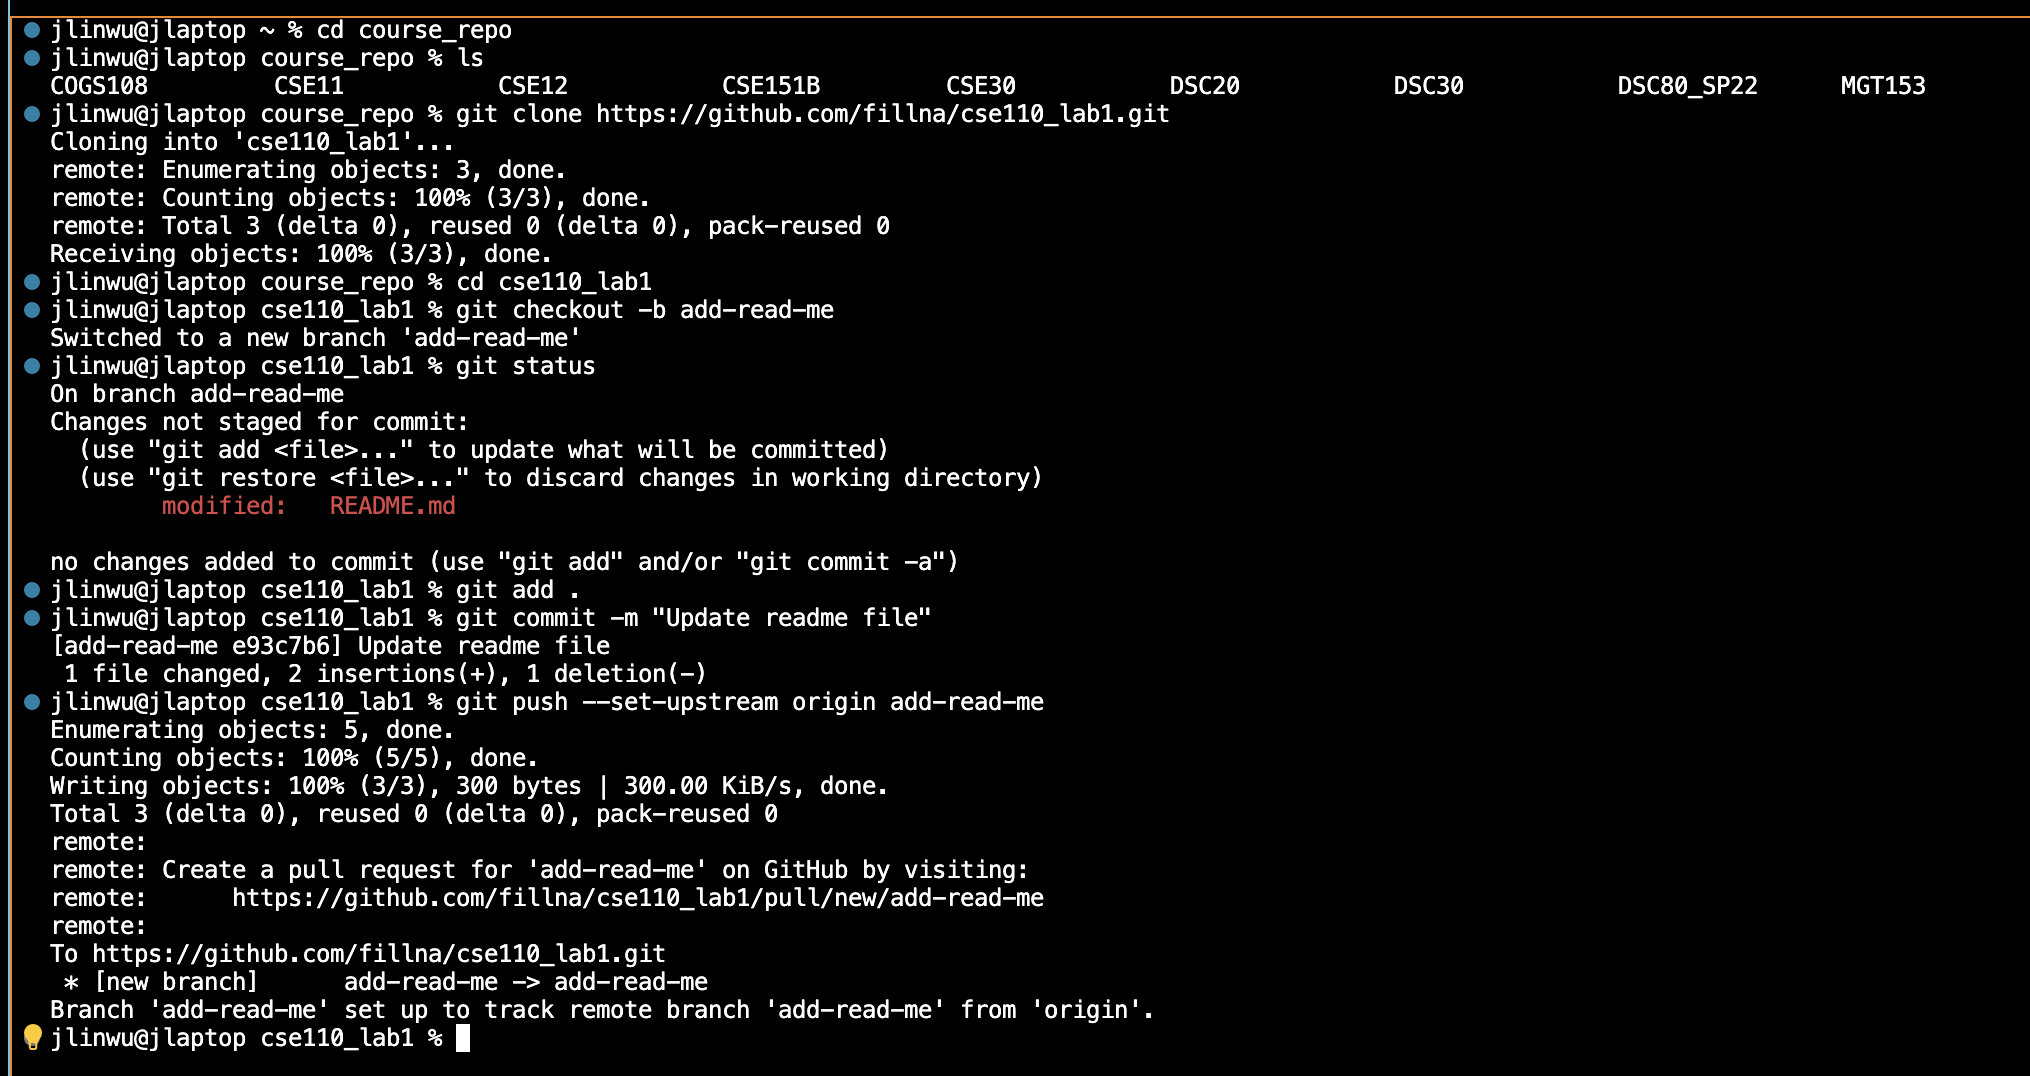 jlinwu@jlaptop ~ % cd course_repo
jlinwu@jlaptop course_repo % ls
COGS108         CSE11           CSE12           CSE151B         CSE30           DSC20           DSC30           DSC80_SP22      MGT153
jlinwu@jlaptop course_repo % git clone https://github.com/fillna/cse110_lab1.git
Cloning into 'cse110_lab1'...
remote: Enumerating objects: 3, done.
remote: Counting objects: 100% (3/3), done.
remote: Total 3 (delta 0), reused 0 (delta 0), pack-reused 0
Receiving objects: 100% (3/3), done.
jlinwu@jlaptop course_repo % cd cse110_lab1
jlinwu@jlaptop cse110_lab1 % git checkout -b add-read-me
Switched to a new branch 'add-read-me'
jlinwu@jlaptop cse110_lab1 % git status
On branch add-read-me
Changes not staged for commit:
  (use "git add <file>..." to update what will be committed)
  (use "git restore <file>..." to discard changes in working directory)
        modified:   README.md

no changes added to commit (use "git add" and/or "git commit -a")
jlinwu@jlaptop cse110_lab1 % git add .
jlinwu@jlaptop cse110_lab1 % git commit -m "Update readme file"
[add-read-me e93c7b6] Update readme file
 1 file changed, 2 insertions(+), 1 deletion(-)
jlinwu@jlaptop cse110_lab1 % git push --set-upstream origin add-read-me
Enumerating objects: 5, done.
Counting objects: 100% (5/5), done.
Writing objects: 100% (3/3), 300 bytes | 300.00 KiB/s, done.
Total 3 (delta 0), reused 0 (delta 0), pack-reused 0
remote:
remote: Create a pull request for 'add-read-me' on GitHub by visiting:
remote:      https://github.com/fillna/cse110_lab1/pull/new/add-read-me
remote:
To https://github.com/fillna/cse110_lab1.git
 * [new branch]      add-read-me -> add-read-me
Branch 'add-read-me' set up to track remote branch 'add-read-me' from 'origin'.
jlinwu@jlaptop cse110_lab1 %